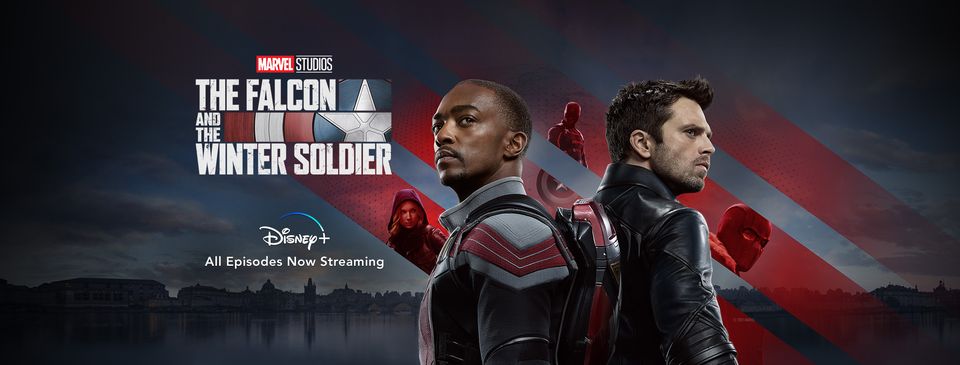 MARVEL STUDIOS
THE FALCON
AND
THE
WINTER SOLDIER
Disney+
All Episodes Now Streaming